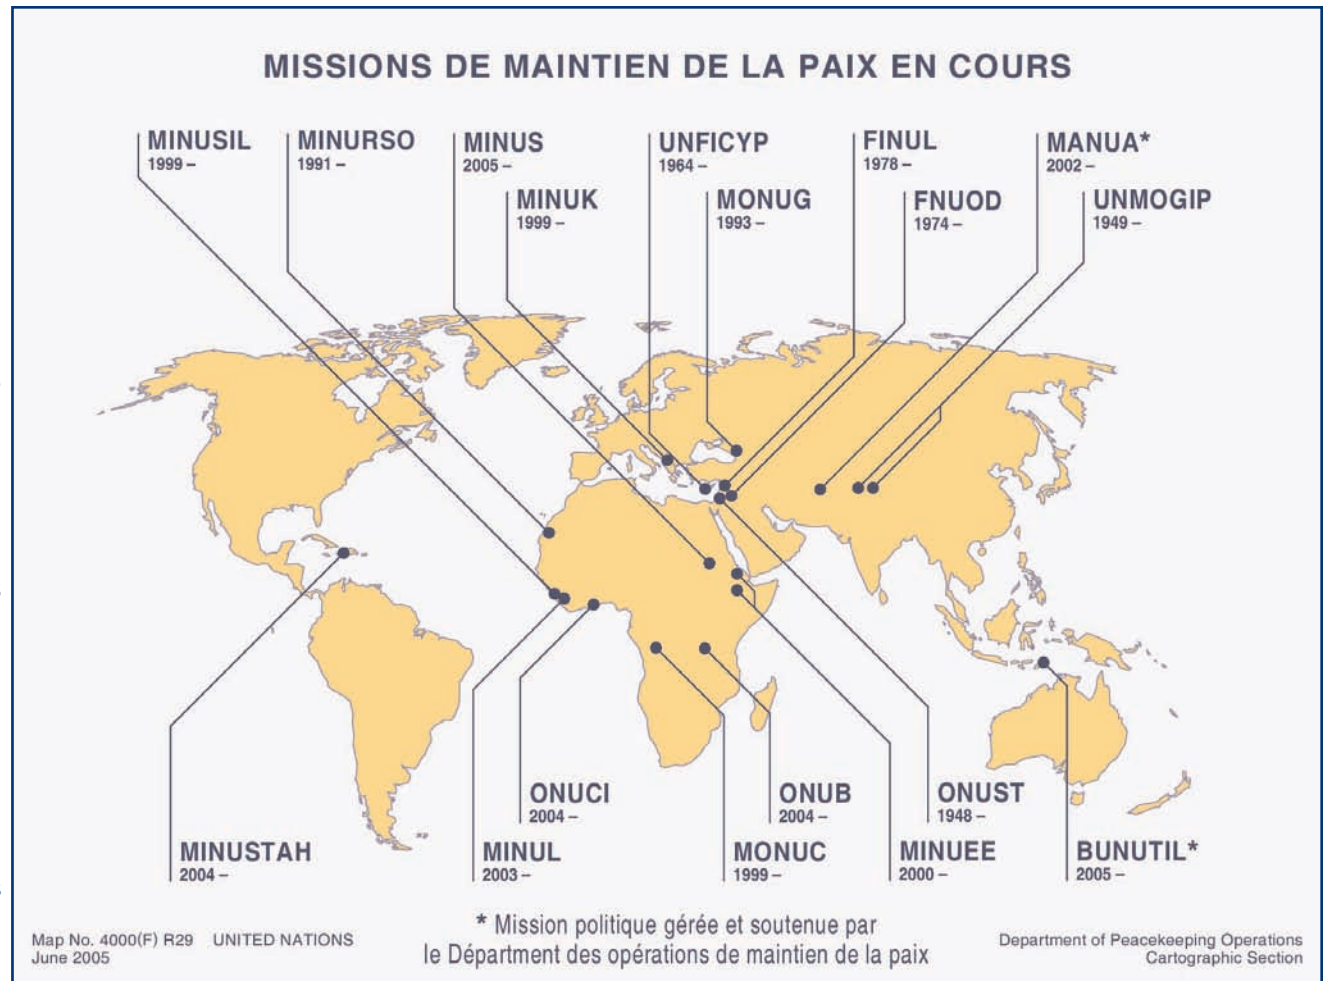 MISSIONS DE MAINTIEN DE LA PAIX EN COURS
MINUSIL
1999 –
MINURSO
1991 –
MINUS
2005 –
MINUK
1999 –
UNFICYP
1964 –
MONUG
1993 –
FINUL
1978 –
FNUOD
1974 –
MANUA*
2002 –
UNMOGIP
1949 –
MINUSTAH
2004 –
ONUCI
2004 –
MINUL
2003 –
ONUB
2004 –
MONUC
1999 –
ONUST
1948 –
MINUEE
2000 –
BUNUTIL*
2005 –
* Mission politique gérée et soutenue par
le Départment des opérations de maintien de la paix
Map No. 4000(F) R29 UNITED NATIONS
June 2005
Department of Peacekeeping Operations
Cartographic Section